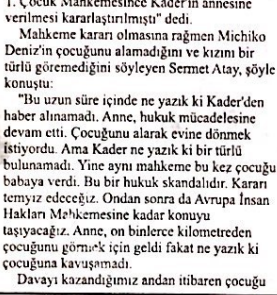 1. Çocuk Mahkemesince Kader'in annesine
verilmesi kararlaştırılmıştı" dedi.
Mahkeme kararı olmasına rağmen Michiko
Deniz'in çocuğunu alamadığını ve kızını bir
türlü göremediğini söyleyen Sermet Atay, şöyle
konuştu:
"Bu uzun süre içinde ne yazık ki Kader'den
haber alınamadı. Anne, hukuk mücadelesine
devam etti. Çocuğunu alarak evine dönmek
istiyordu. Ama Kader ne yazık ki bir türlü
bulunamadı. Yine aynı mahkeme bu kez çocuğu
babaya verdi. Bu bir hukuk skandalıdır. Kararı
temyiz edeceğiz. Ondan sonra da Avrupa İnsan
Hakları Mahkemesine kadar konuyu
taşıyacağız. Anne, on binlerce kilometreden
çocuğunu görmek için geldi fakat ne yazık ki
çocuğuna kavuşamadı.
Davayı kazandığımız andan itibaren çocuğu